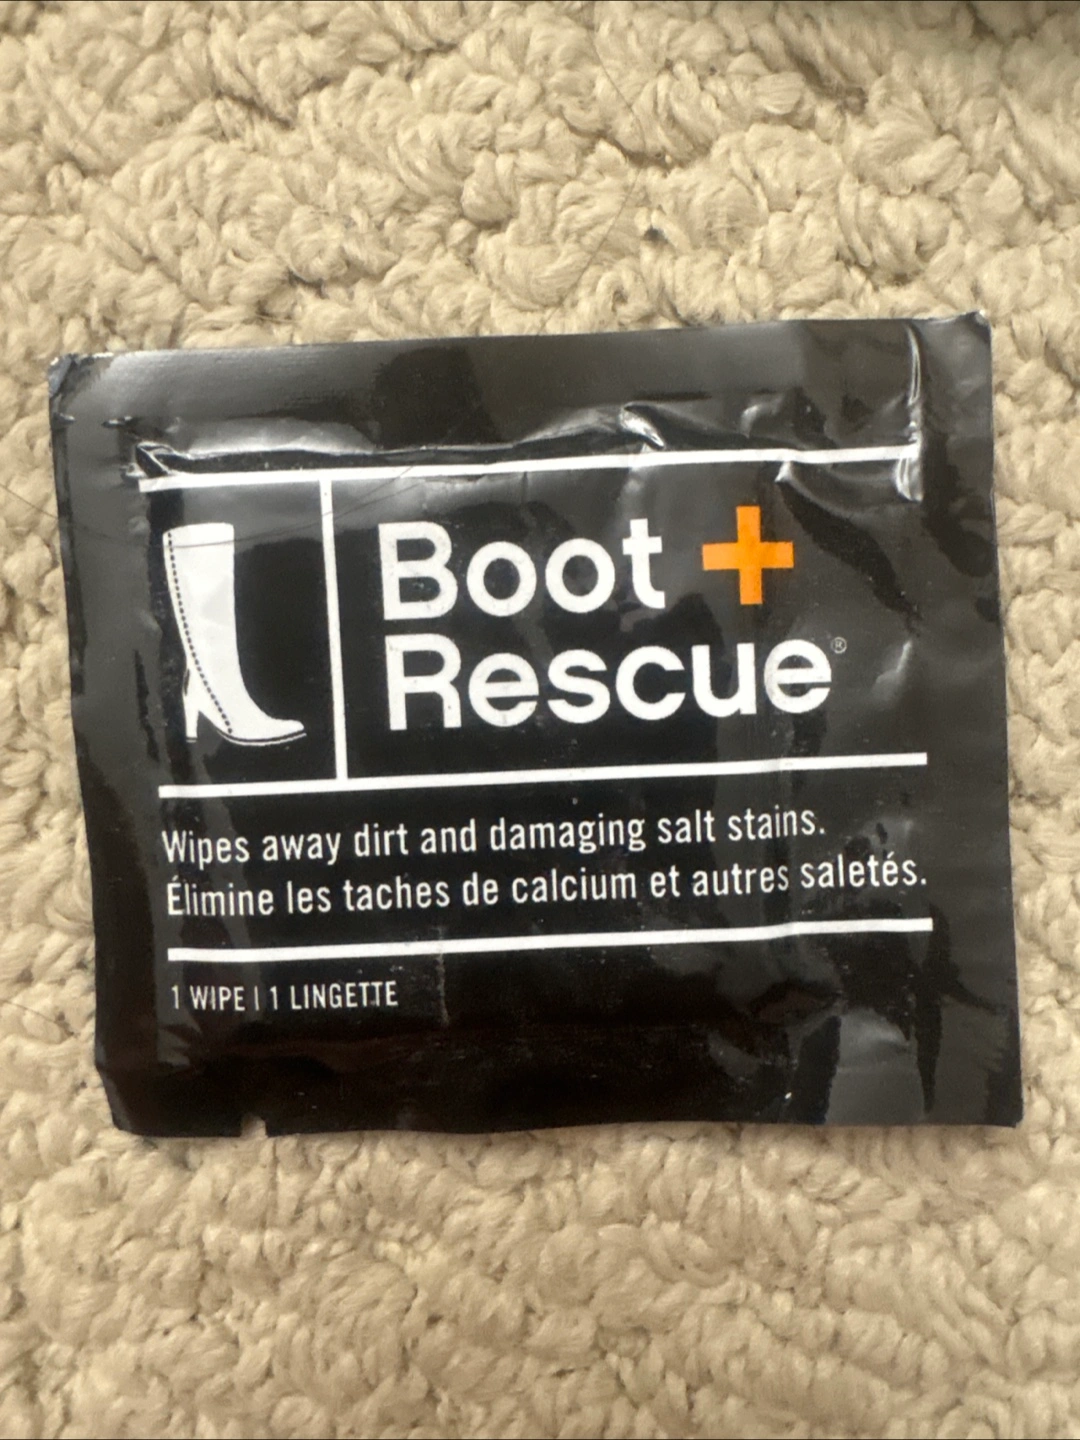 Boot +
Rescue®
Wipes away dirt and damaging salt stains.
Élimine les taches de calcium et autres saletés.
1 WIPE | 1 LINGETTE